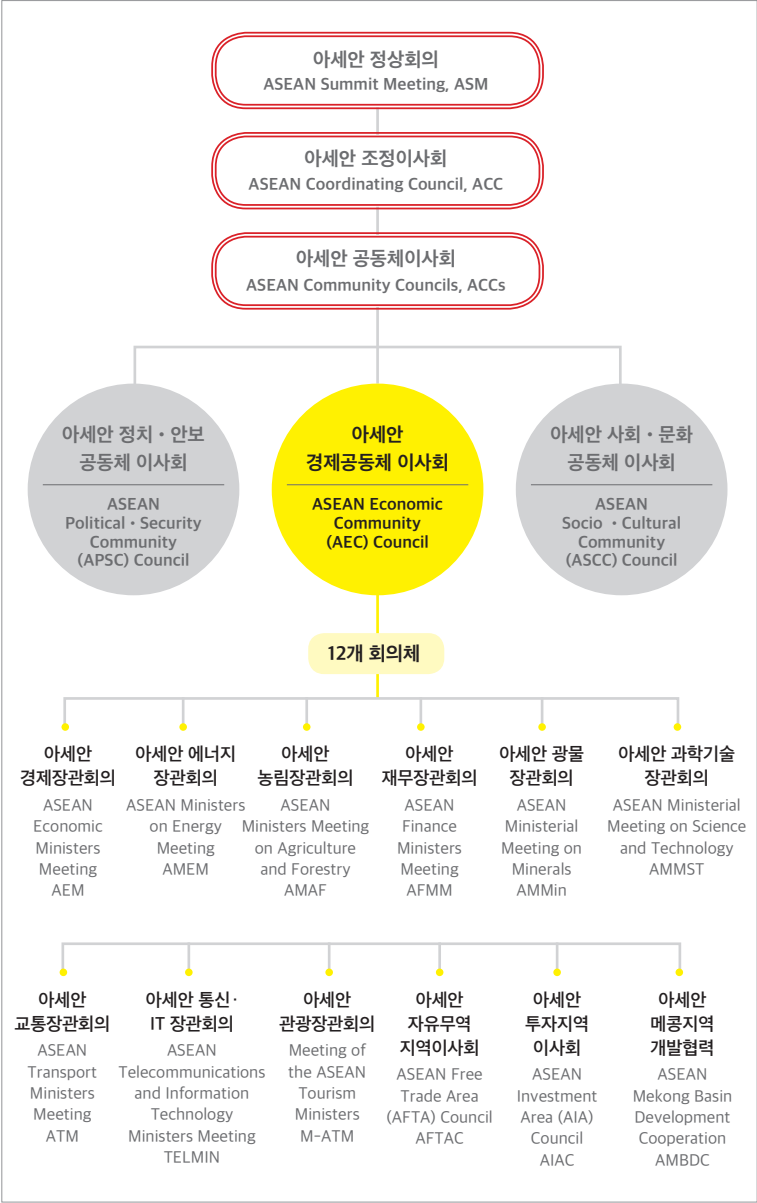 아세안 정상회의
ASEAN Summit Meeting, ASM
아세안 조정이사회
ASEAN Coordinating Council, ACC
아세안 공동체이사회
ASEAN Community Councils, ACCs
아세안 정치・안보
공동체 이사회
ASEAN
Political・Security
Community
(APSC) Council
아세안
경제공동체 이사회
ASEAN Economic
Community
(AEC) Council
아세안 사회・문화
공동체 이사회
ASEAN
Socio ・Cultural
Community
(ASCC) Council
12개 회의체
아세안
경제장관회의
ASEAN
Economic
Ministers
Meeting
AEM
아세안 에너지
장관회의
ASEAN Ministers
on Energy
Meeting
AMEM
아세안
농림장관회의
ASEAN
Ministers Meeting
on Agriculture
and Forestry
AMAF
아세안
재무장관회의
ASEAN
Finance
Ministers
Meeting
AFMM
아세안 광물
장관회의
ASEAN
Ministerial
Meeting on
Minerals
AMMin
아세안 과학기술
장관회의
ASEAN Ministerial
Meeting on Science
and Technology
AMMST
아세안
교통장관회의
ASEAN
Transport
Ministers
Meeting
ATM
아세안 통신·
IT 장관회의
ASEAN
Telecommunications
and Information
Technology
Ministers Meeting
TELMIN
아세안
관광장관회의
Meeting of
the ASEAN
Tourism
Ministers
M-ATM
아세안
자유무역
지역이사회
ASEAN Free
Trade Area
(AFTA) Council
AFTAC
아세안
투자지역
이사회
ASEAN
Investment
Area (AIA)
Council
AIAC
아세안
메콩지역
개발협력
ASEAN
Mekong Basin
Development
Cooperation
AMBDC